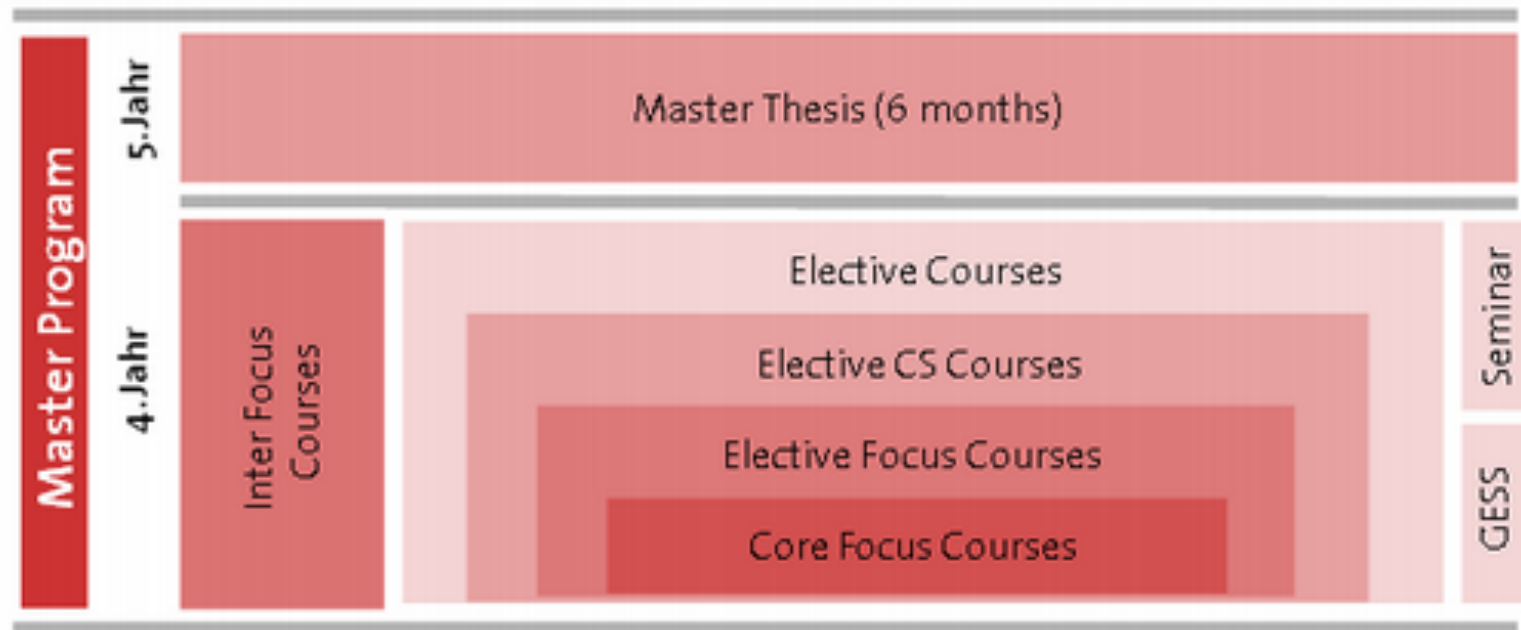 Master Program
5.Jahr
Master Thesis (6 months)
4.Jahr
Inter Focus
Courses
Elective Courses
Elective CS Courses
Elective Focus Courses
Core Focus Courses
Seminar
GESS